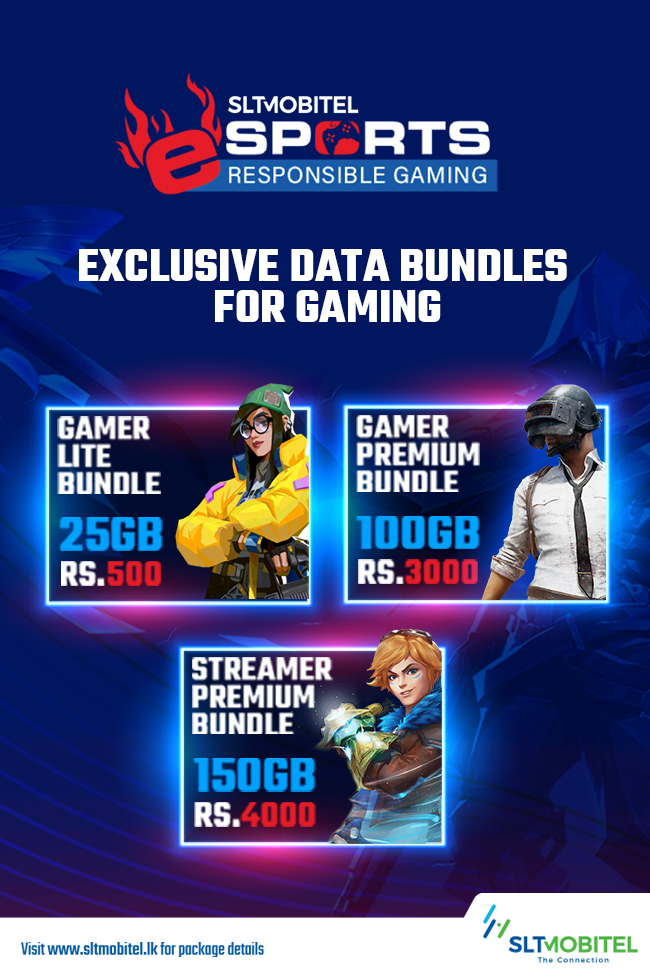 SLTMOBITEL
eSPORTS
RESPONSIBLE GAMING
EXCLUSIVE DATA BUNDLES
FOR GAMING
GAMER
LITE
BUNDLE
25GB
RS.500
GAMER
PREMIUM
BUNDLE
100GB
RS.3000
STREAMER
PREMIUM
BUNDLE
150GB
RS.4000
Visit www.sltmobitel.lk for package details
SLTMOBITEL
The Connection